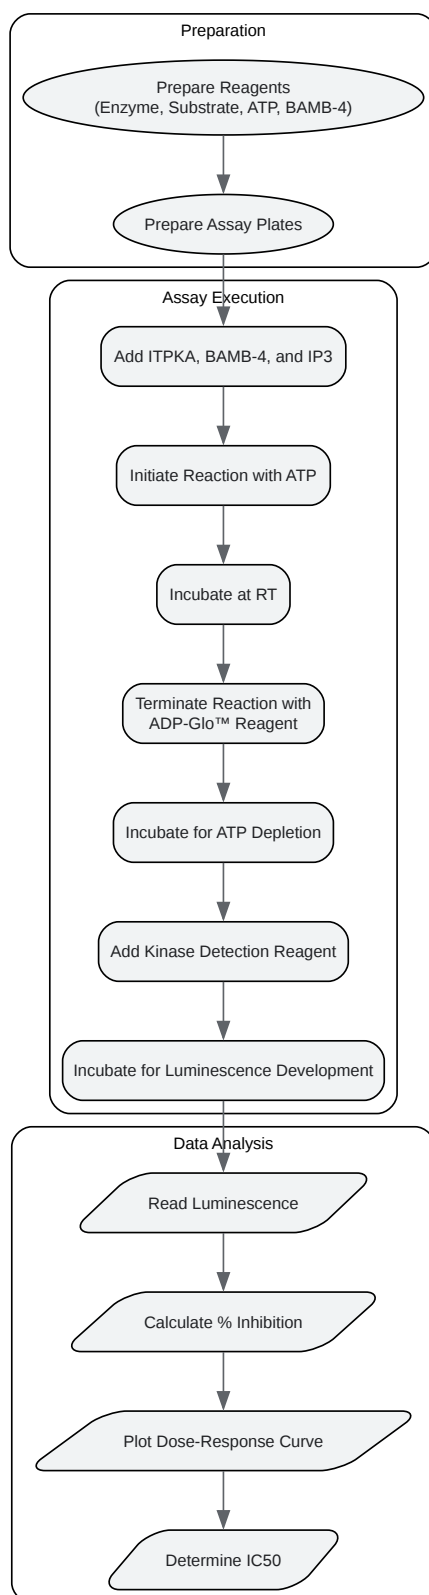 Preparation
Prepare Reagents
(Enzyme, Substrate, ATP, BAMB-4)
Prepare Assay Plates
Assay Execution
Add ITPKA, BAMB-4, and IP3
Initiate Reaction with ATP
Incubate at RT
Terminate Reaction with
ADP-Glo™ Reagent
Incubate for ATP Depletion
Add Kinase Detection Reagent
Incubate for Luminescence Development
Data Analysis
Read Luminescence
Calculate % Inhibition
Plot Dose-Response Curve
Determine IC50